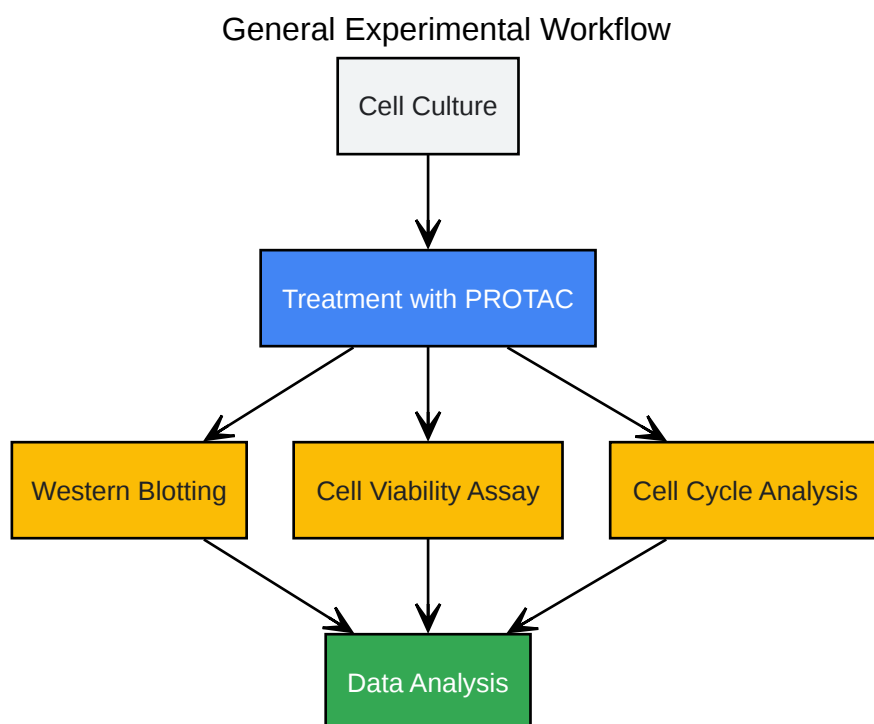 General Experimental Workflow
Cell Culture
Treatment with PROTAC
Western Blotting
Cell Viability Assay
Cell Cycle Analysis
Data Analysis